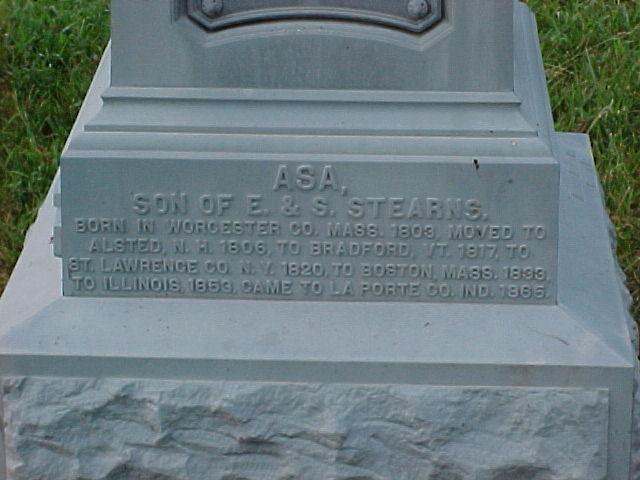 ASA,
SON OF E. & S. STEARNS.
BORN IN WORCESTER CO. MASS. 1803, MOVED TO
ALSTED, N. H. 1806, TO BRADFORD, VT. 1817, TO
ST. LAWRENCE CO. N. Y. 1820, TO BOSTON, MASS. 1833,
TO ILLINOIS, 1853, CAME TO LA PORTE CO. IND. 1865.